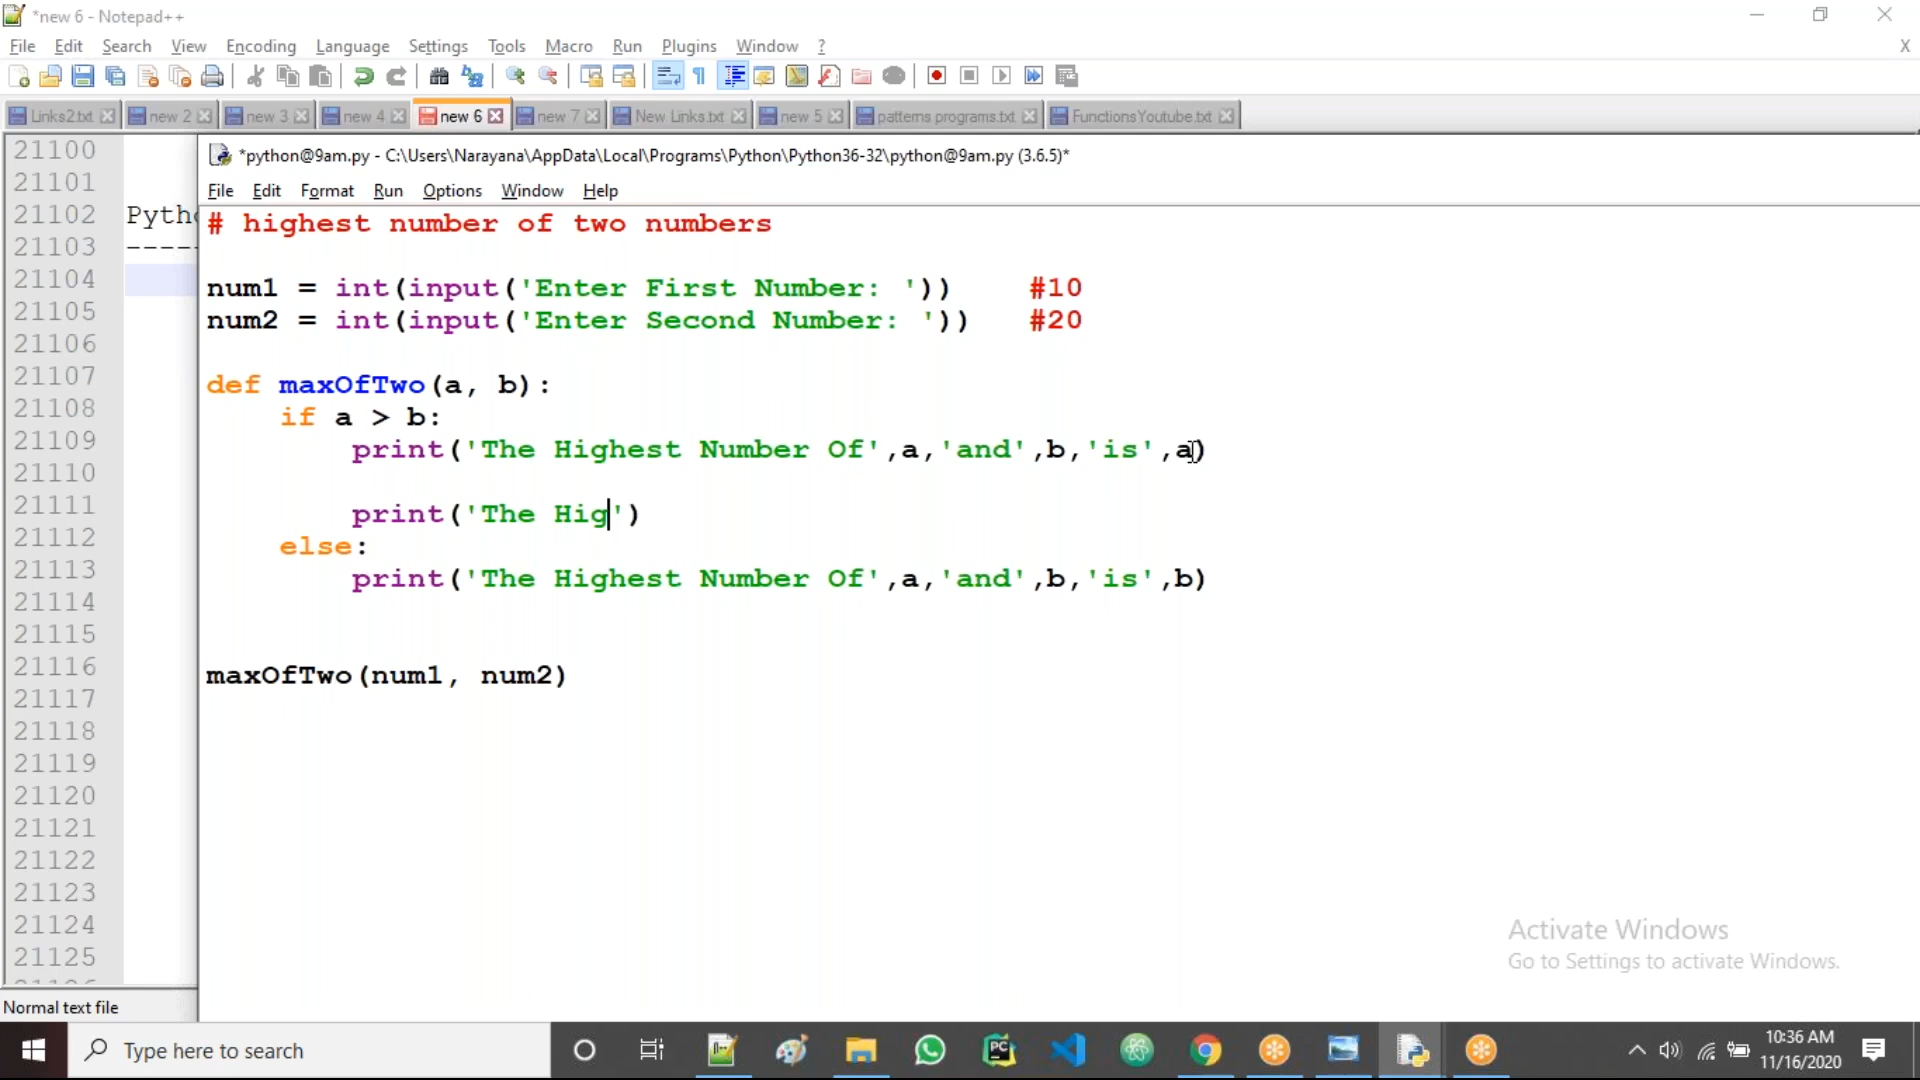 *new 6 - Notepad++
File Edit Search View Encoding Language Settings Tools Macro Run Plugins Window ? X
Links2.txt new 2 new 3 new 4 new 6 new 7 New Links.txt new 5 patterns programs.txt FunctionsYoutube.txt
21100
21101
21102 Pytho
21103 -----
21104
21105
21106
21107
21108
21109
21110
21111
21112
21113
21114
21115
21116
21117
21118
21119
21120
21121
21122
21123
21124
21125
Normal text file
*python@9am.py - C:\Users\Narayana\AppData\Local\Programs\Python\Python36-32\python@9am.py (3.6.5)*
File Edit Format Run Options Window Help
# highest number of two numbers
num1 = int(input('Enter First Number: ')) #10
num2 = int(input('Enter Second Number: ')) #20
def maxOfTwo(a, b):
if a > b:
print('The Highest Number Of',a,'and',b,'is',a)
print('The Hig')
else:
print('The Highest Number Of',a,'and',b,'is',b)
maxOfTwo(num1, num2)
Activate Windows
Go to Settings to activate Windows.
Type here to search
10:36 AM
11/16/2020